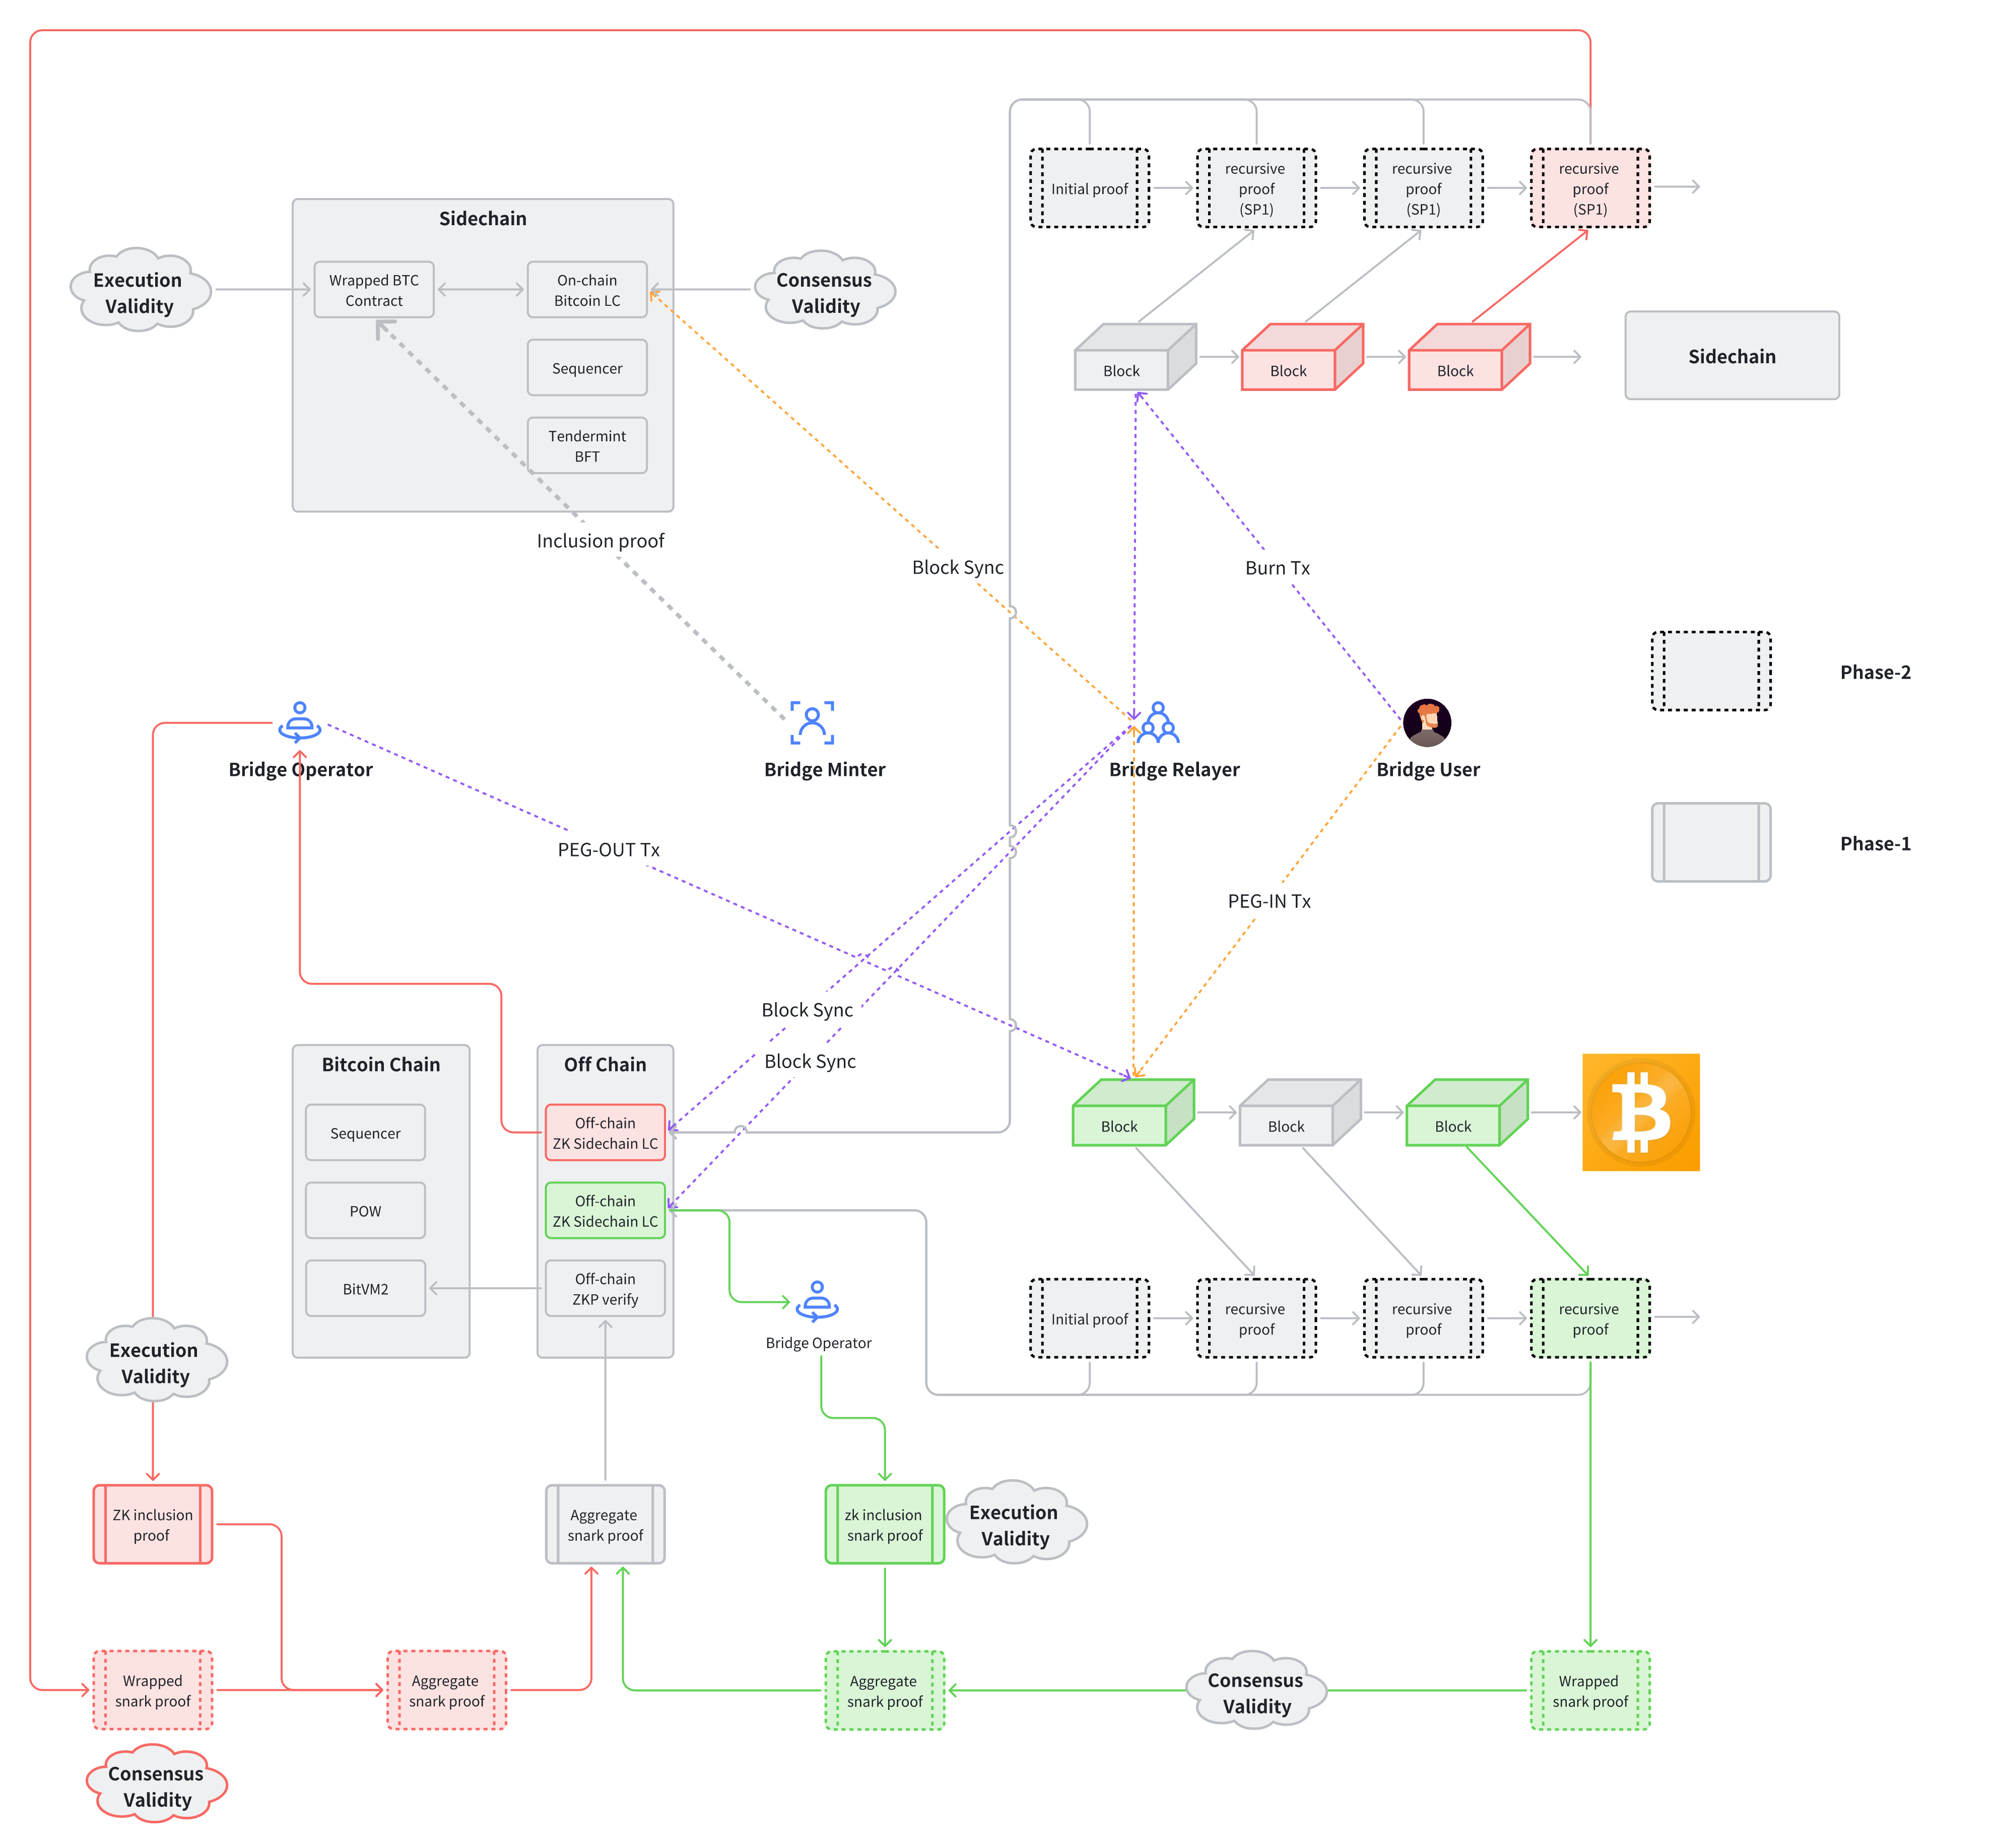 Initial proof
recursive
proof
(SP1)
recursive
proof
(SP1)
recursive
proof
(SP1)
Sidechain
Execution
Validity
Wrapped BTC
Contract
On-chain
Bitcoin LC
Consensus
Validity
Sequencer
Tendermint
BFT
Block
Block
Block
Sidechain
Inclusion proof
Block Sync
Burn Tx
Phase-2
Bridge Operator
Bridge Minter
Bridge Relayer
Bridge User
Phase-1
PEG-OUT Tx
PEG-IN Tx
Block Sync
Block Sync
Bitcoin Chain
Sequencer
POW
BitVM2
Off Chain
Off-chain
ZK Sidechain LC
Off-chain
ZK Sidechain LC
Off-chain
ZKP verify
Block
Block
Block
Bridge Operator
Initial proof
recursive
proof
recursive
proof
recursive
proof
Execution
Validity
ZK inclusion
proof
Aggregate
snark proof
zk inclusion
snark proof
Execution
Validity
Wrapped
snark proof
Aggregate
snark proof
Aggregate
snark proof
Consensus
Validity
Wrapped
snark proof
Consensus
Validity